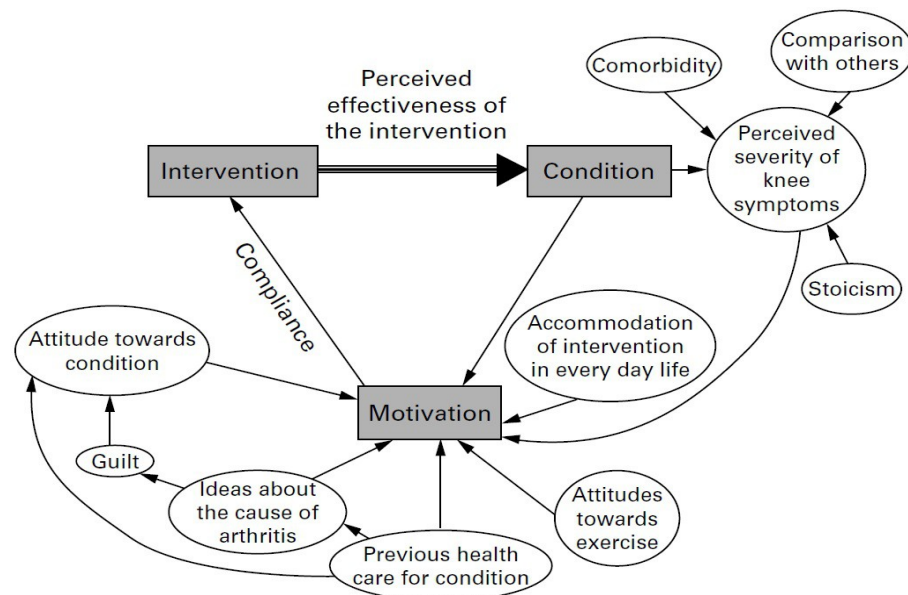 Comparison
with others
Comorbidity
Perceived
effectiveness of
the intervention
Perceived
severity of
knee
symptoms
Intervention
Condition
Compliance
Stoicism
Accommodation
of intervention
in every day life
Attitude towards
condition
Motivation
Guilt
Ideas about
the cause of
arthritis
Attitudes
towards
exercise
Previous health
care for condition